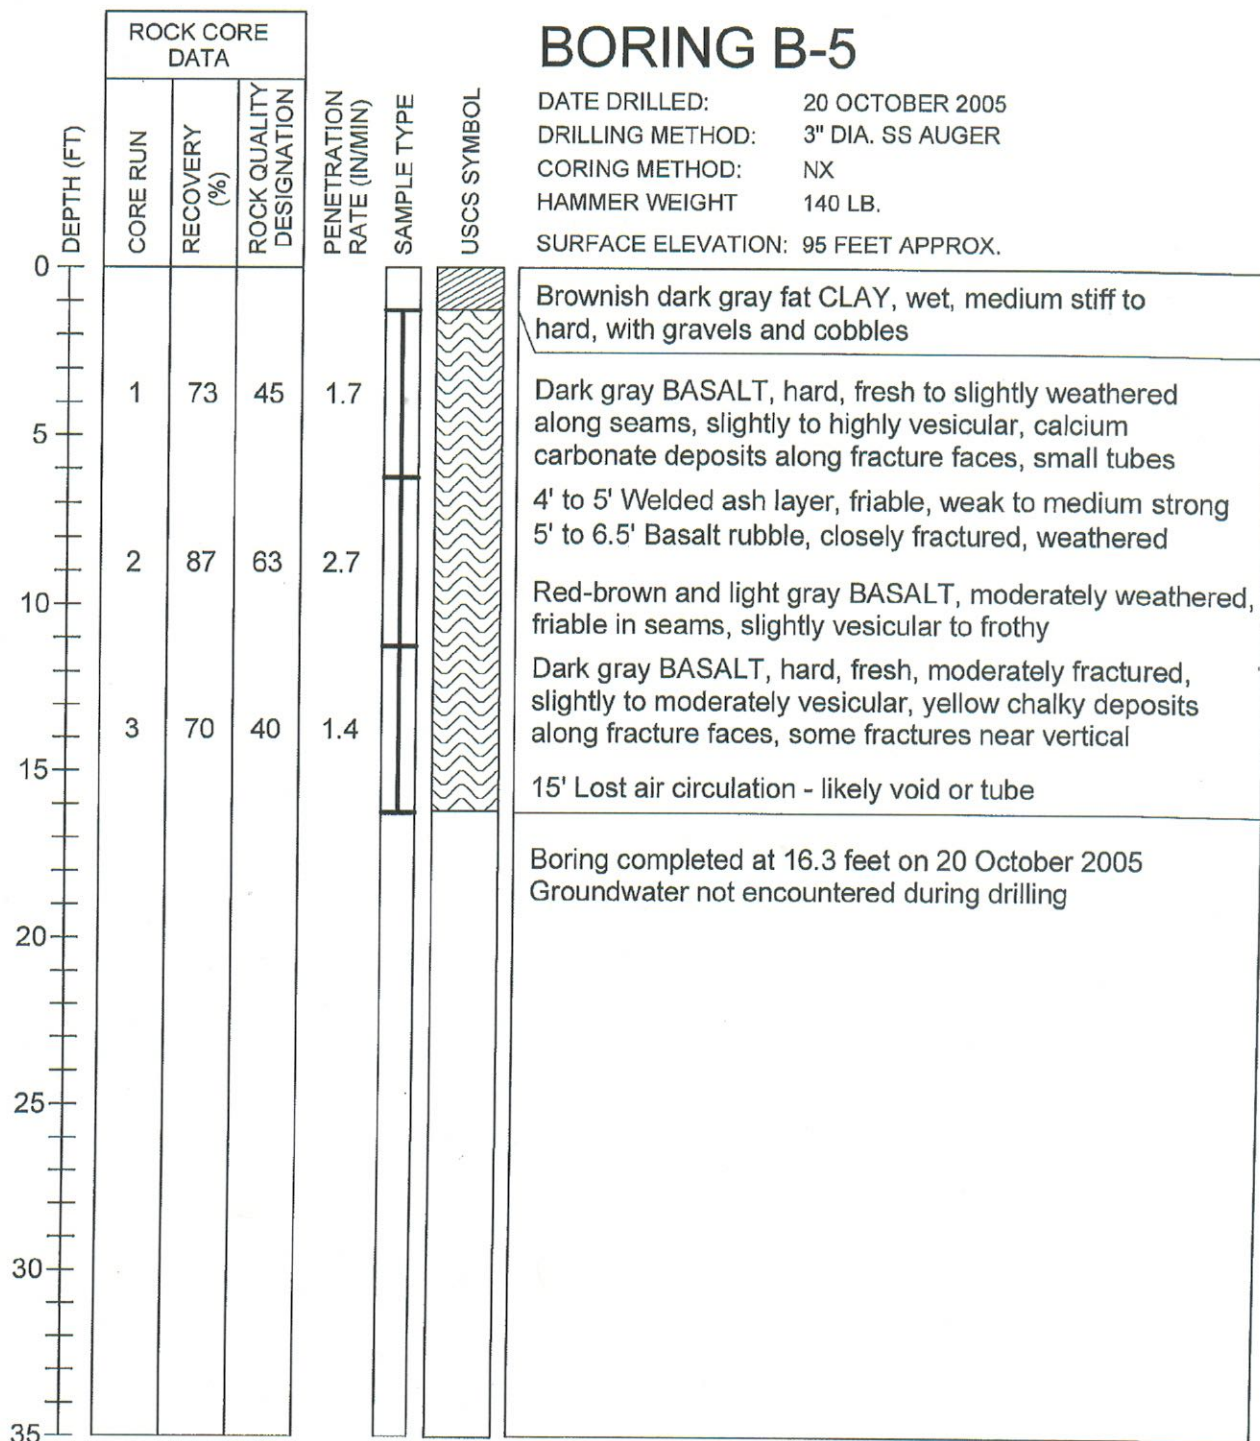 ROCK CORE
DATA
DEPTH (FT)
CORE RUN
RECOVERY
(%)
ROCK QUALITY
DESIGNATION
PENETRATION
RATE (IN/MIN)
SAMPLE TYPE
USCS SYMBOL
BORING B-5
DATE DRILLED: 20 OCTOBER 2005
DRILLING METHOD: 3" DIA. SS AUGER
CORING METHOD: NX
HAMMER WEIGHT 140 LB.
SURFACE ELEVATION: 95 FEET APPROX.
0
Brownish dark gray fat CLAY, wet, medium stiff to
hard, with gravels and cobbles
1 73 45 1.7
Dark gray BASALT, hard, fresh to slightly weathered
along seams, slightly to highly vesicular, calcium
carbonate deposits along fracture faces, small tubes
5
4' to 5' Welded ash layer, friable, weak to medium strong
5' to 6.5' Basalt rubble, closely fractured, weathered
2 87 63 2.7
Red-brown and light gray BASALT, moderately weathered,
friable in seams, slightly vesicular to frothy
10
Dark gray BASALT, hard, fresh, moderately fractured,
slightly to moderately vesicular, yellow chalky deposits
along fracture faces, some fractures near vertical
3 70 40 1.4
15
15' Lost air circulation - likely void or tube
Boring completed at 16.3 feet on 20 October 2005
Groundwater not encountered during drilling
20
25
30
35